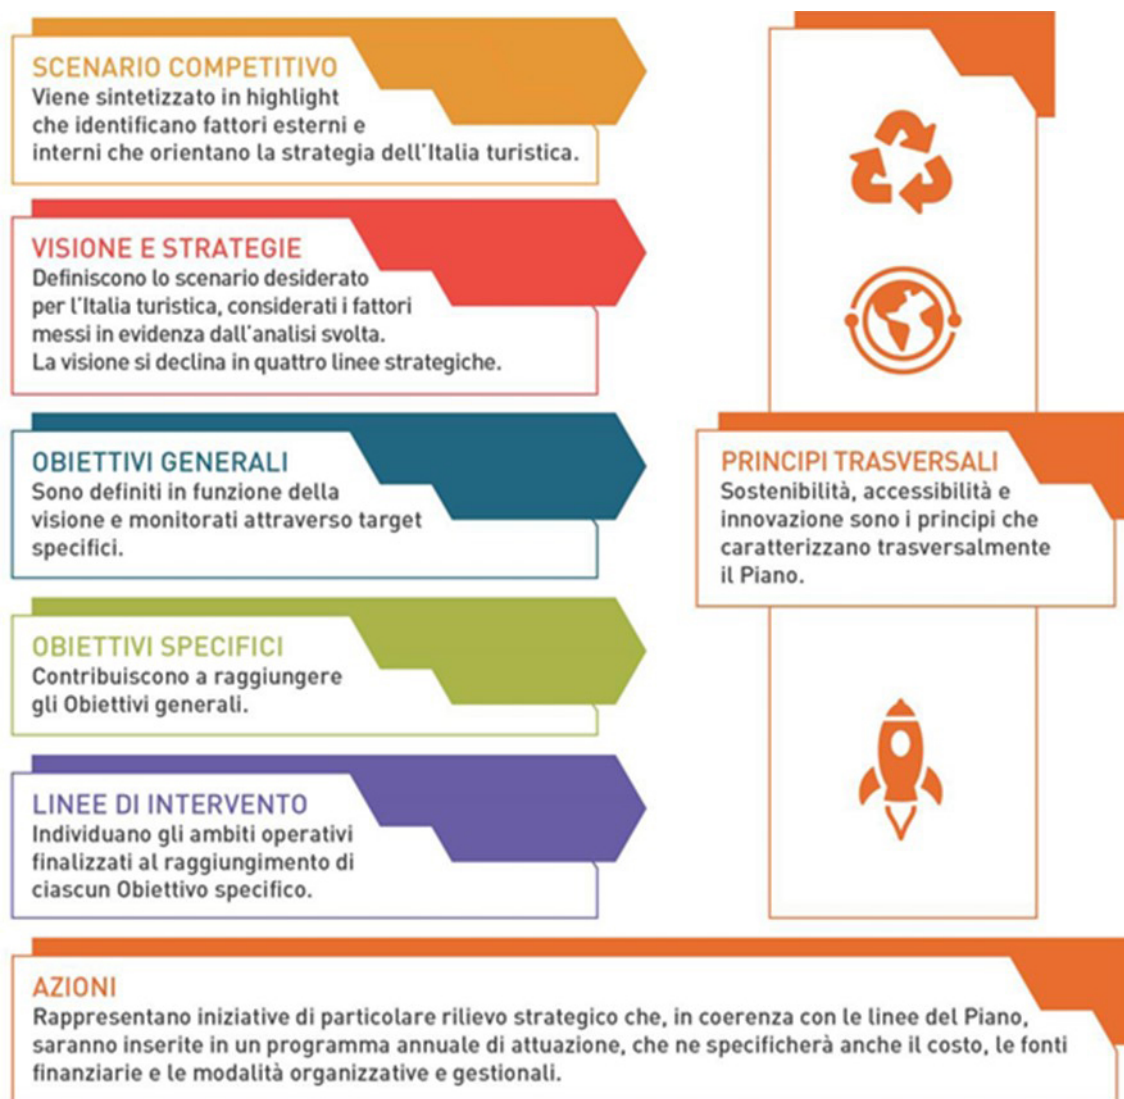 SCENARIO COMPETITIVO
Viene sintetizzato in highlight
che identificano fattori esterni e
interni che orientano la strategia dell'Italia turistica.
VISIONE E STRATEGIE
Definiscono lo scenario desiderato
per l'Italia turistica, considerati i fattori
messi in evidenza dall'analisi svolta.
La visione si declina in quattro linee strategiche.
OBIETTIVI GENERALI
Sono definiti in funzione della
visione e monitorati attraverso target
specifici.
OBIETTIVI SPECIFICI
Contribuiscono a raggiungere
gli Obiettivi generali.
LINEE DI INTERVENTO
Individuano gli ambiti operativi
finalizzati al raggiungimento di
ciascun Obiettivo specifico.
PRINCIPI TRASVERSALI
Sostenibilità, accessibilità e
innovazione sono i principi che
caratterizzano trasversalmente
il Piano.
AZIONI
Rappresentano iniziative di particolare rilievo strategico che, in coerenza con le linee del Piano,
saranno inserite in un programma annuale di attuazione, che ne specificherà anche il costo, le fonti
finanziarie e le modalità organizzative e gestionali.